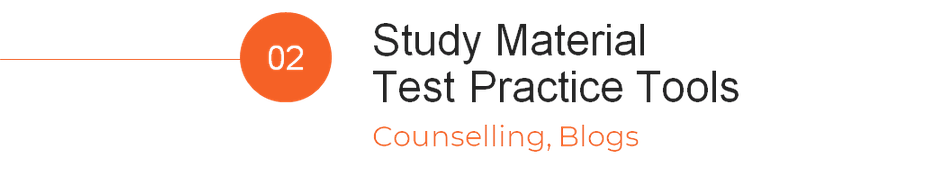 02
Study Material
Test Practice Tools
Counselling, Blogs